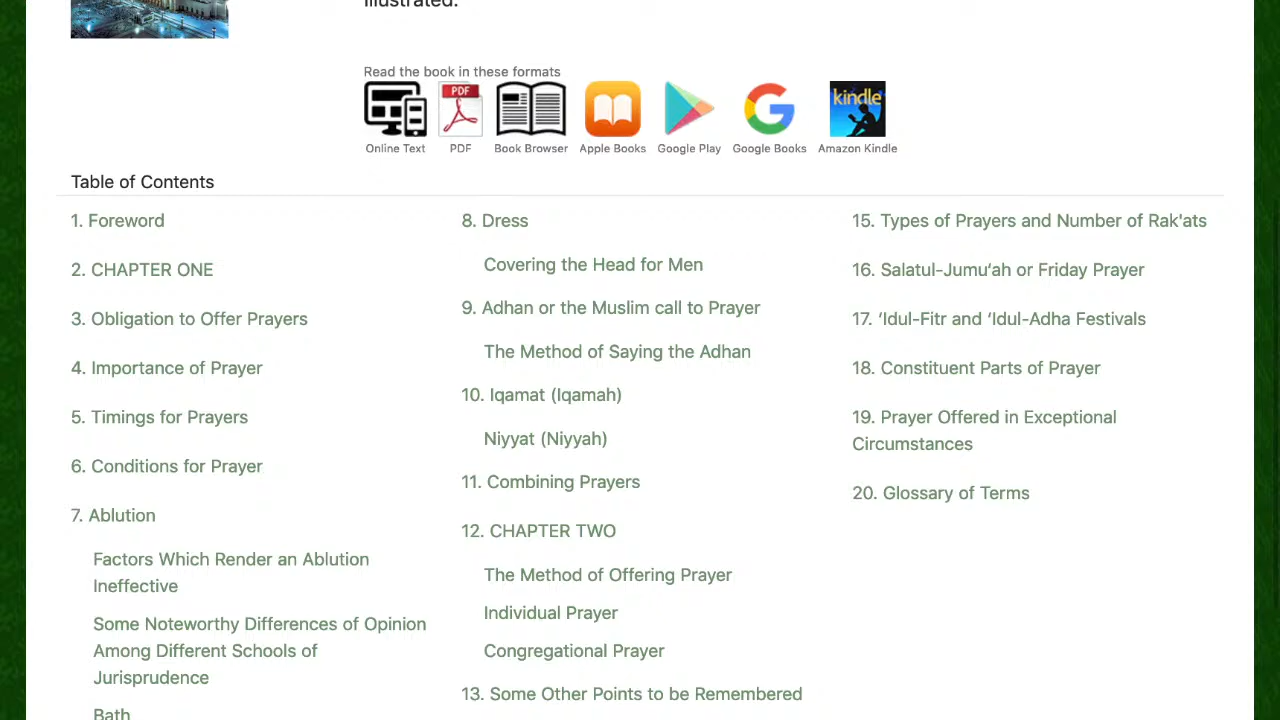 illustrated.
Read the book in these formats
PDF
kindle
Online Text
PDF
Book Browser
Apple Books
Google Play
Google Books
Amazon Kindle
Table of Contents
1. Foreword
2. CHAPTER ONE
3. Obligation to Offer Prayers
4. Importance of Prayer
5. Timings for Prayers
6. Conditions for Prayer
7. Ablution
Factors Which Render an Ablution
Ineffective
Some Noteworthy Differences of Opinion
Among Different Schools of
Jurisprudence
Bath
8. Dress
Covering the Head for Men
9. Adhan or the Muslim call to Prayer
The Method of Saying the Adhan
10. Iqamat (Iqamah)
Niyyat (Niyyah)
11. Combining Prayers
12. CHAPTER TWO
The Method of Offering Prayer
Individual Prayer
Congregational Prayer
13. Some Other Points to be Remembered
15. Types of Prayers and Number of Rak'ats
16. Salatul-Jumu‘ah or Friday Prayer
17. ‘Idul-Fitr and ‘Idul-Adha Festivals
18. Constituent Parts of Prayer
19. Prayer Offered in Exceptional
Circumstances
20. Glossary of Terms